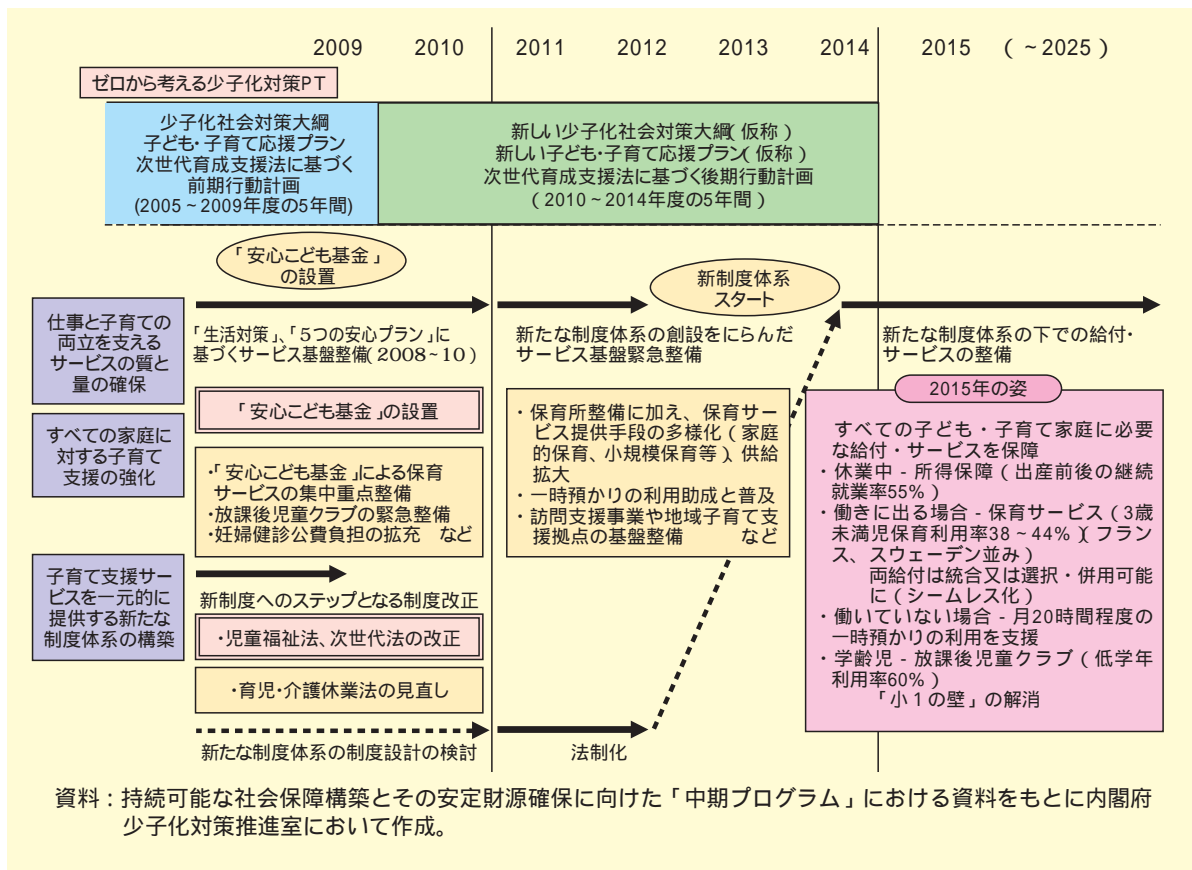 2009 2010 2011 2012 2013 2014 2015 (～2025)
ゼロから考える少子化対策PT
少子化社会対策大綱
子ども・子育て応援プラン
次世代育成支援法に基づく
前期行動計画
(2005～2009年度の5年間)
新しい少子化社会対策大綱(仮称)
新しい子ども・子育て応援プラン(仮称)
次世代育成支援法に基づく後期行動計画
(2010～2014年度の5年間)
「安心こども基金」
の設置
新制度体系
スタート
仕事と子育ての
両立を支える
サービスの質と
量の確保
すべての家庭に
対する子育て
支援の強化
子育て支援サー
ビスを一元的に
提供する新たな
制度体系の構築
「生活対策」、「5つの安心プラン」に
基づくサービス基盤整備(2008~10)
「安心こども基金」の設置
・「安心こども基金」による保育
サービスの集中重点整備
・放課後児童クラブの緊急整備
・妊婦健診公費負担の拡充 など
新制度へのステップとなる制度改正
・児童福祉法、次世代法の改正
・育児・介護休業法の見直し
新たな制度体系の制度設計の検討
新たな制度体系の創設をにらんだ
サービス基盤緊急整備
・保育所整備に加え、保育サー
ビス提供手段の多様化(家庭
的保育、小規模保育等)、供給
拡大
・一時預かりの利用助成と普及
・訪問支援事業や地域子育て支
援拠点の基盤整備 など
法制化
新たな制度体系の下での給付・
サービスの整備
2015年の姿
すべての子ども・子育て家庭に必要
な給付・サービスを保障
・休業中 - 所得保障(出産前後の継続
就業率55%)
・働きに出る場合 - 保育サービス(3歳
未満児保育利用率38～44%)(フラン
ス、スウェーデン並み)
両給付は統合又は選択・併用可能
に(シームレス化)
・働いていない場合 - 月20時間程度の
一時預かりの利用を支援
・学齢児 - 放課後児童クラブ(低学年
利用率60%)
「小1の壁」の解消
資料:持続可能な社会保障構築とその安定財源確保に向けた「中期プログラム」における資料をもとに内閣府
少子化対策推進室において作成。